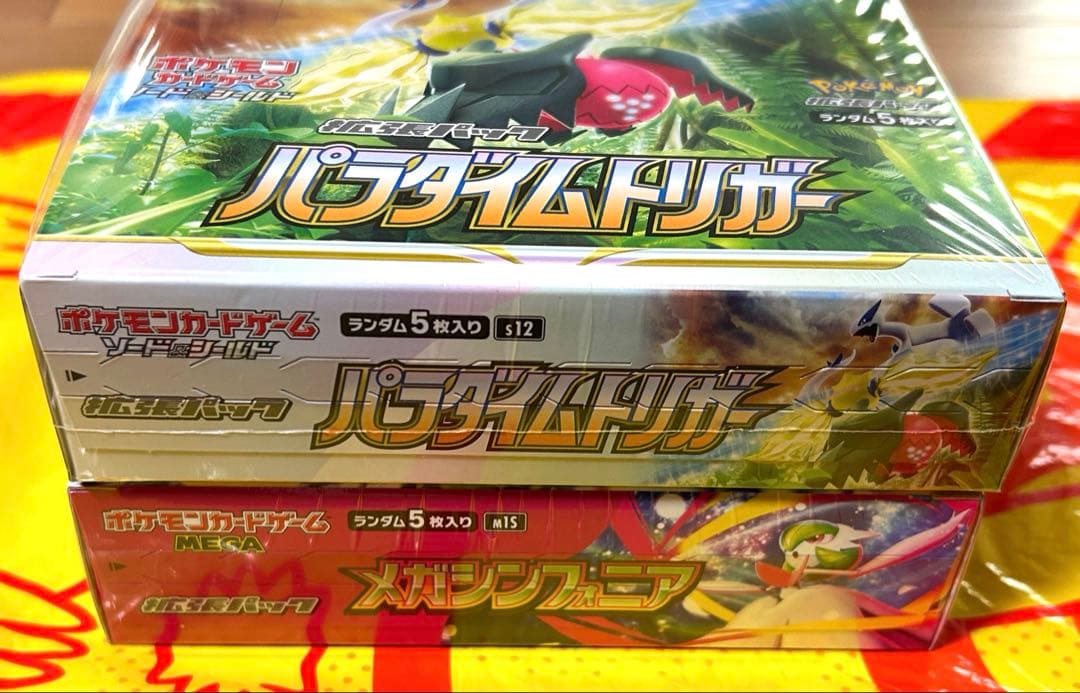 ポケモン
カードゲーム
ソード&シールド
POKEMON
拡張パック
ランダム5枚入り
拡張パック
パラダイムトリガー
ポケモンカードゲーム
ソード&シールド
ランダム5枚入り
S12
拡張パック
パラダイムトリガー
ポケモンカードゲーム
MEGA
ランダム5枚入り
M1S
拡張パック
メガシンフォニア